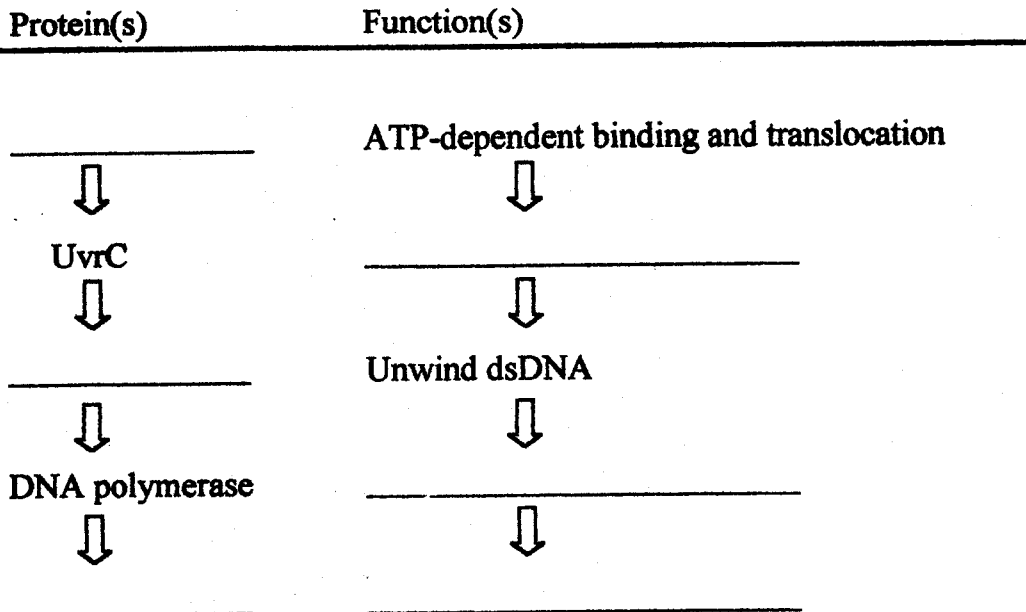 Protein(s) Function(s)
ATP-dependent binding and translocation
UvrC
Unwind dsDNA
DNA polymerase